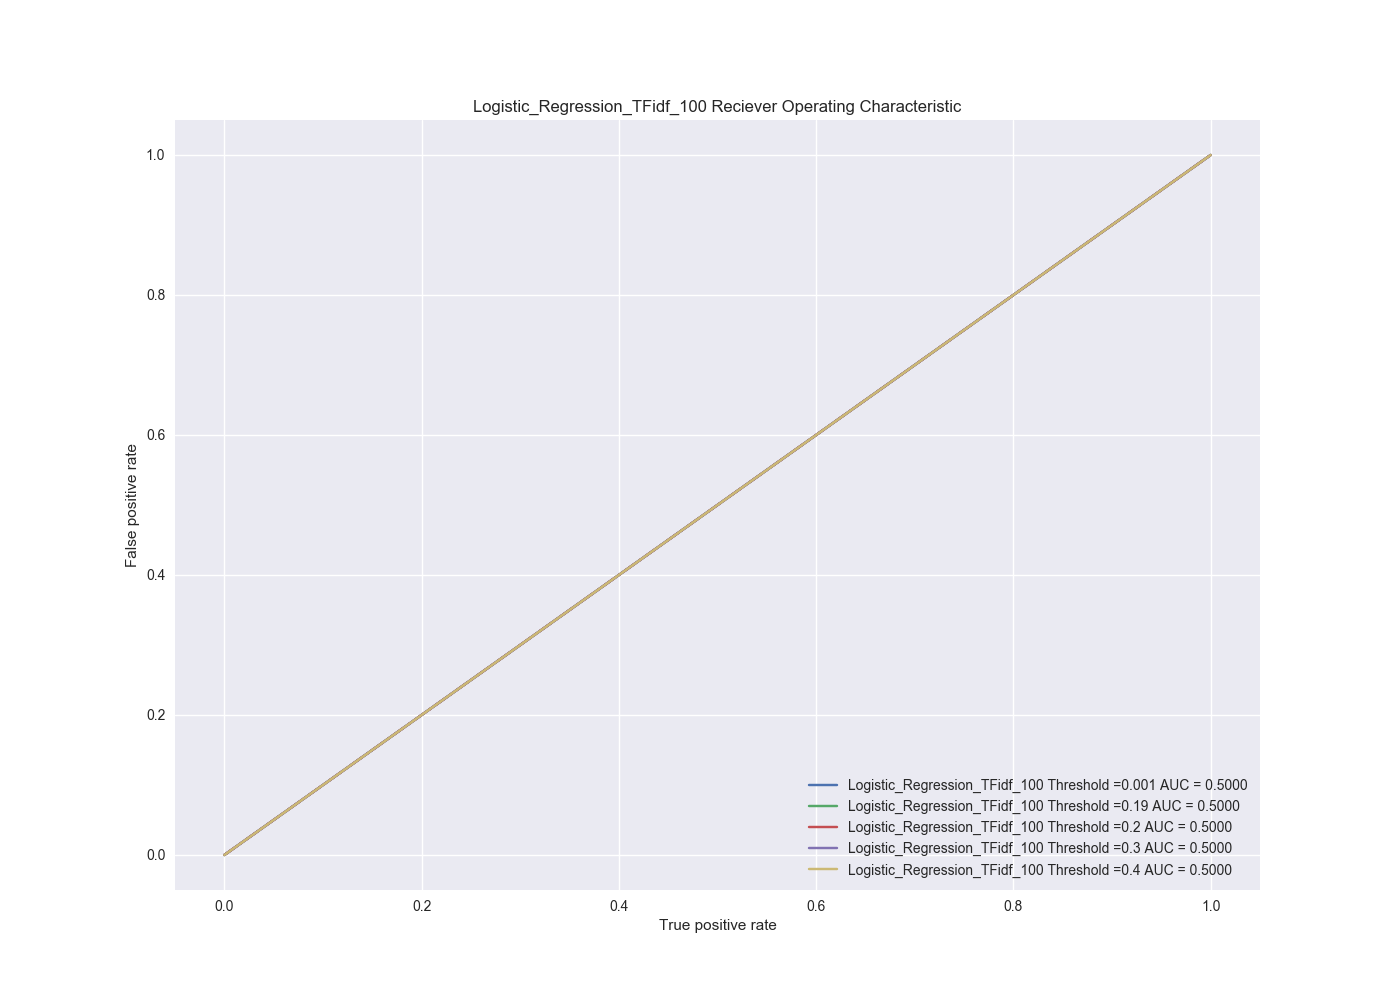 Logistic_Regression_TFidf_100 Reciever Operating Characteristic
1.0
0.8
0.6
0.4
0.2
0.0
False positive rate
Logistic_Regression_TFidf_100 Threshold =0.001 AUC = 0.5000
Logistic_Regression_TFidf_100 Threshold =0.19 AUC = 0.5000
Logistic_Regression_TFidf_100 Threshold =0.2 AUC = 0.5000
Logistic_Regression_TFidf_100 Threshold =0.3 AUC = 0.5000
Logistic_Regression_TFidf_100 Threshold =0.4 AUC = 0.5000
0.0 0.2 0.4 0.6 0.8 1.0
True positive rate